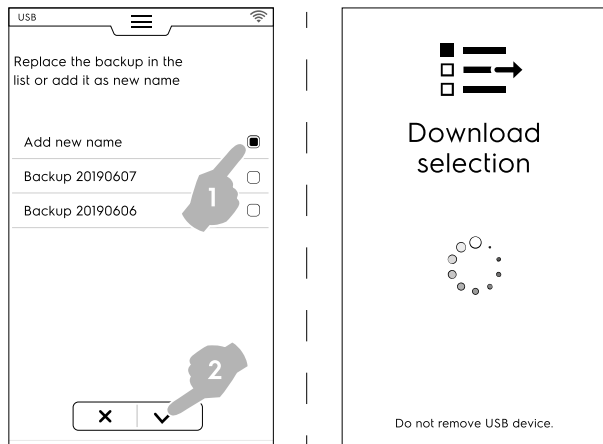 USB
Replace the backup in the
list or add it as new name
Add new name
Backup 20190607
Backup 20190606
1
2
Download
selection
Do not remove USB device.